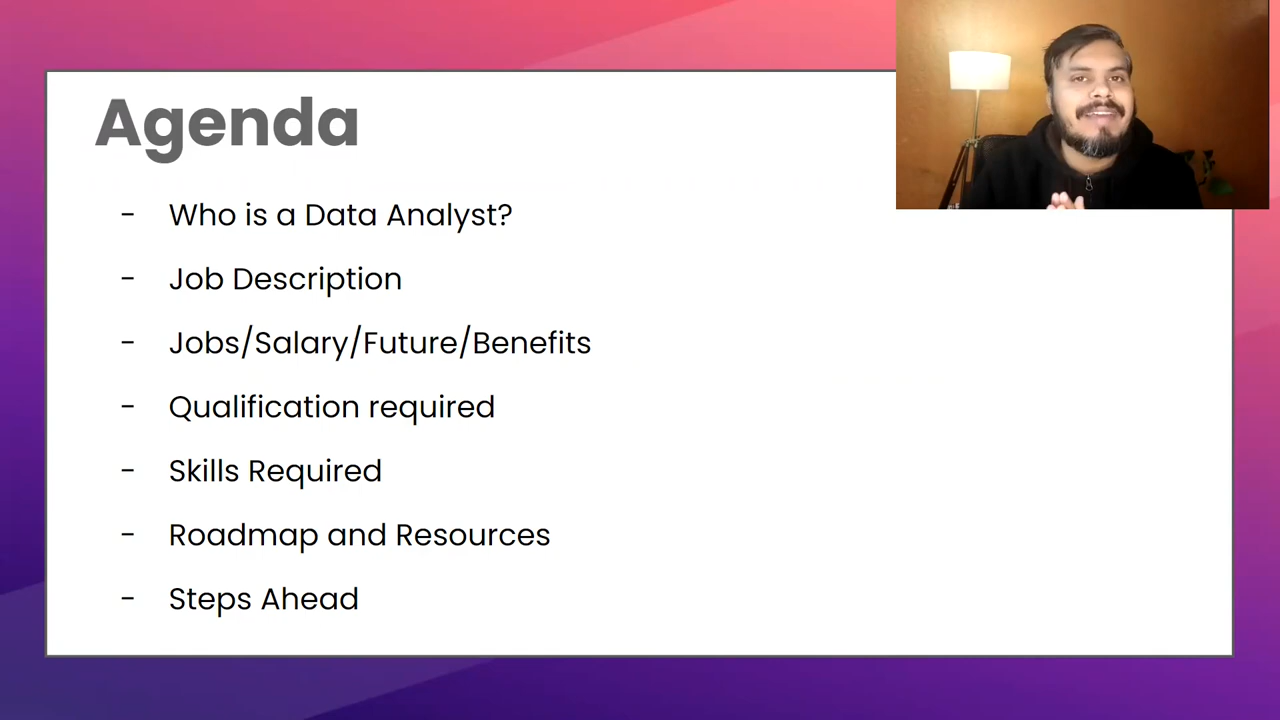 Agenda
- Who is a Data Analyst?
- Job Description
- Jobs/Salary/Future/Benefits
- Qualification required
- Skills Required
- Roadmap and Resources
- Steps Ahead